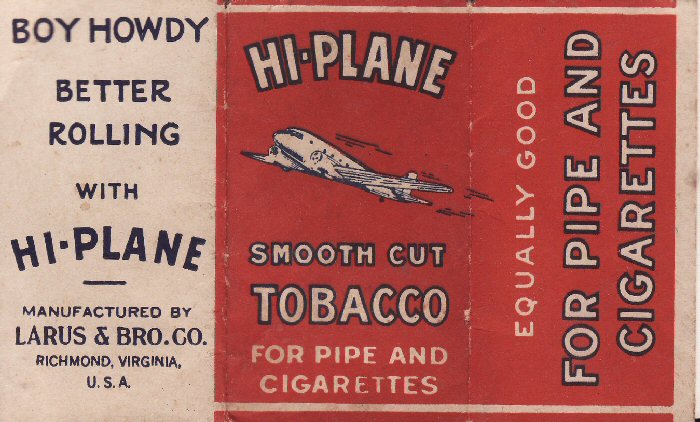 BOY HOWDY
BETTER
ROLLING
WITH
HI-PLANE
MANUFACTURED BY
LARUS & BRO. CO.
RICHMOND, VIRGINIA,
U.S.A.
HI-PLANE
SMOOTH CUT
TOBACCO
FOR PIPE AND
CIGARETTES
EQUALLY GOOD
FOR PIPE AND
CIGARETTES